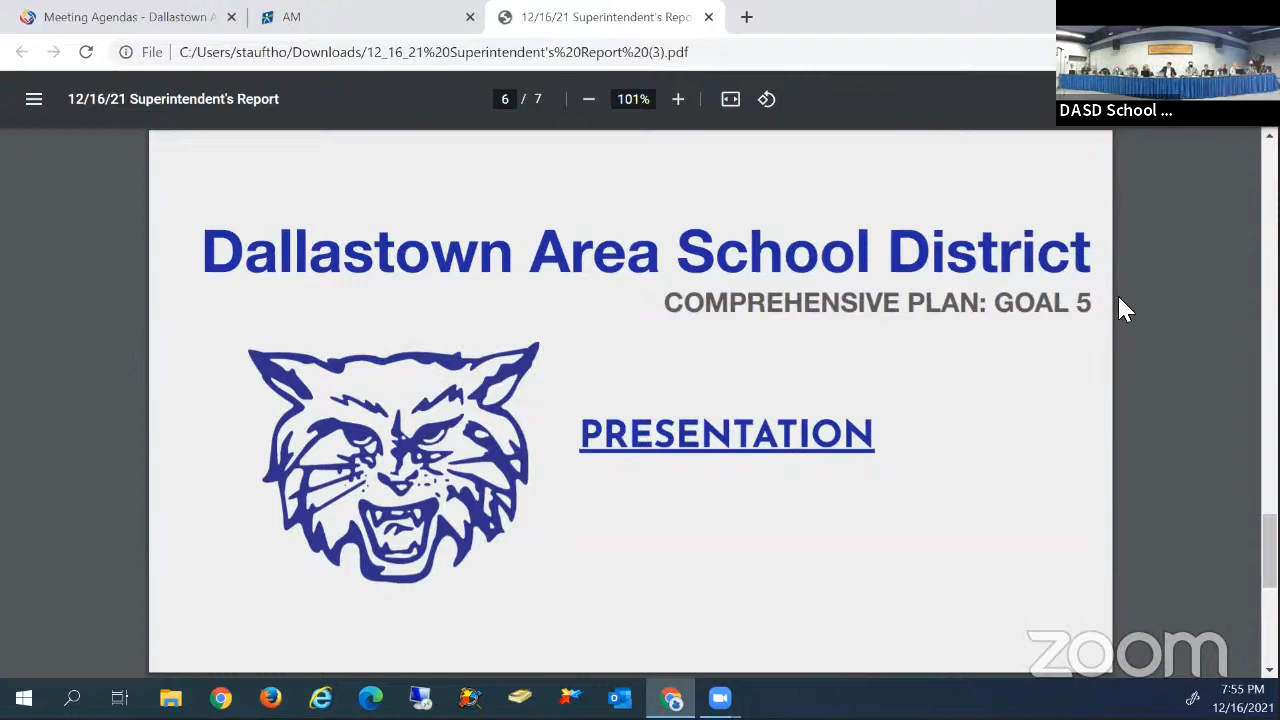 Meeting Agendas - Dallastown A
AM
12/16/21 Superintendent's Repo
File
C:/Users/stauftho/Downloads/12_16_21%20Superintendent's%20Report%20(3).pdf
12/16/21 Superintendent's Report
6 / 7
101%
DASD School ...
Dallastown Area School District
COMPREHENSIVE PLAN: GOAL 5
PRESENTATION
zoom
7:55 PM
12/16/2021